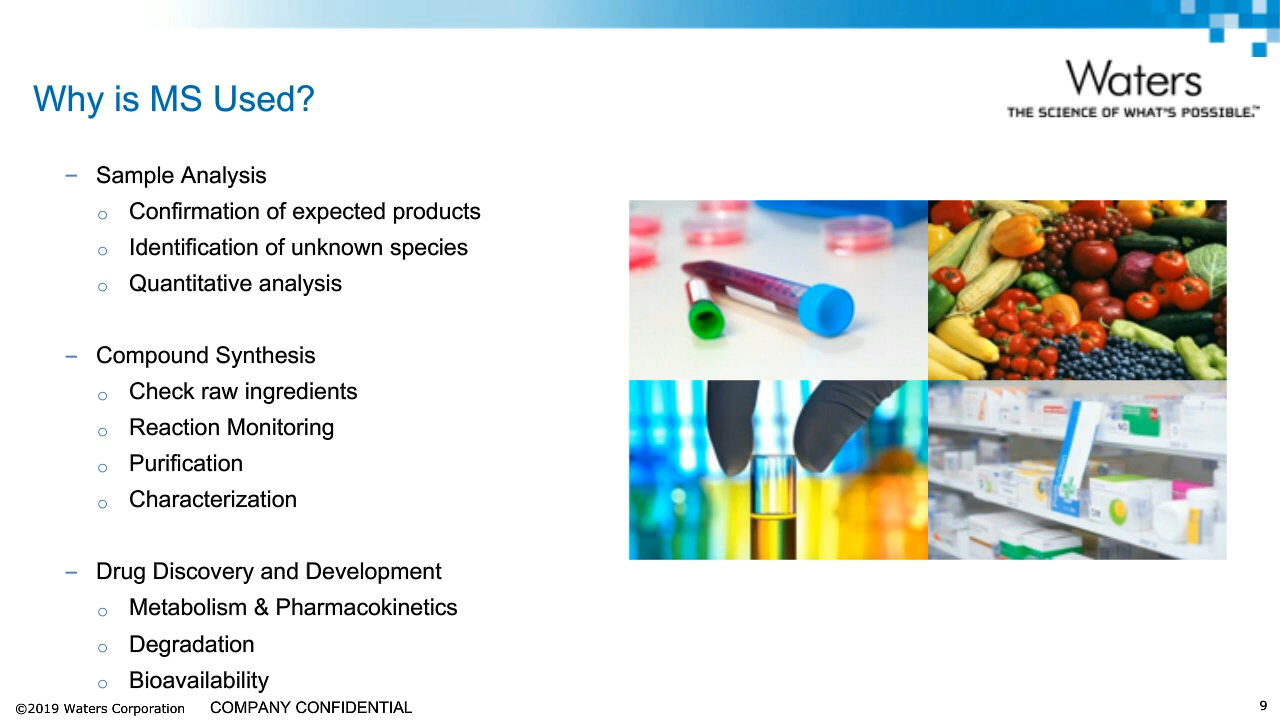 Why is MS Used?
Waters
THE SCIENCE OF WHAT'S POSSIBLE.™
– Sample Analysis
o Confirmation of expected products
o Identification of unknown species
o Quantitative analysis
– Compound Synthesis
o Check raw ingredients
o Reaction Monitoring
o Purification
o Characterization
– Drug Discovery and Development
o Metabolism & Pharmacokinetics
o Degradation
o Bioavailability
©2019 Waters Corporation COMPANY CONFIDENTIAL
9